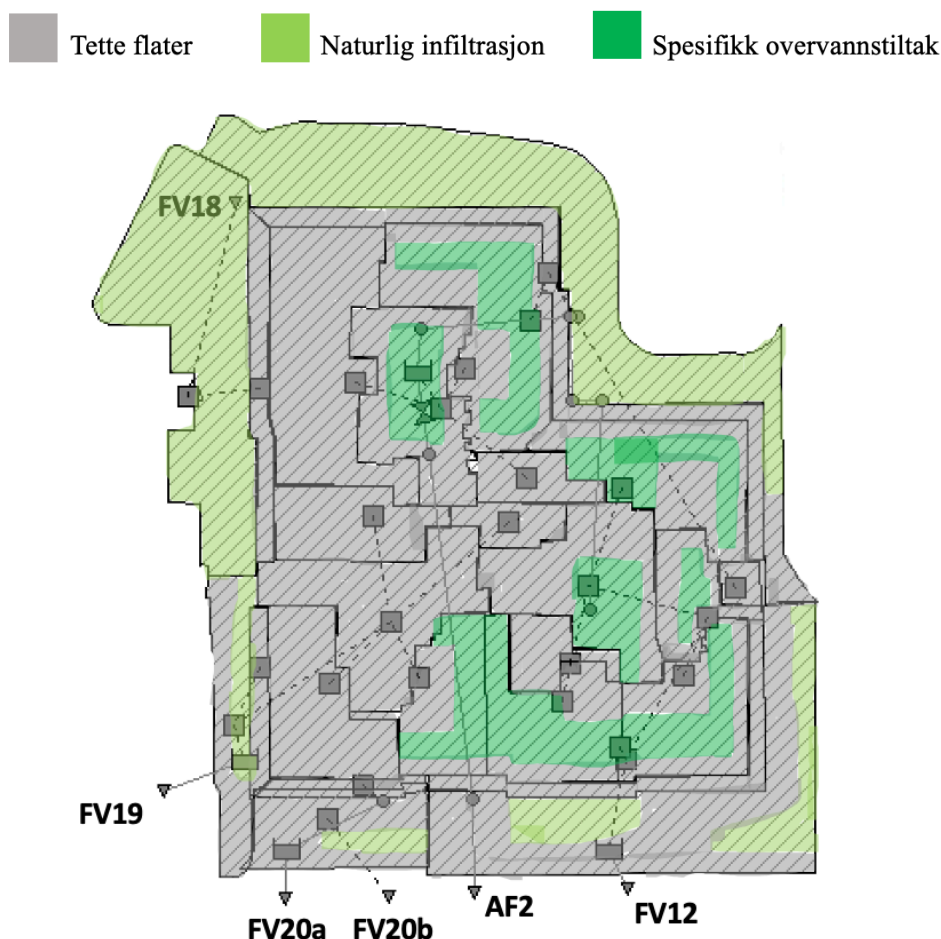 Tette flater
Naturlig infiltrasjon
Spesifikk overvannstiltak
FV18
FV19
FV20a
FV20b
AF2
FV12